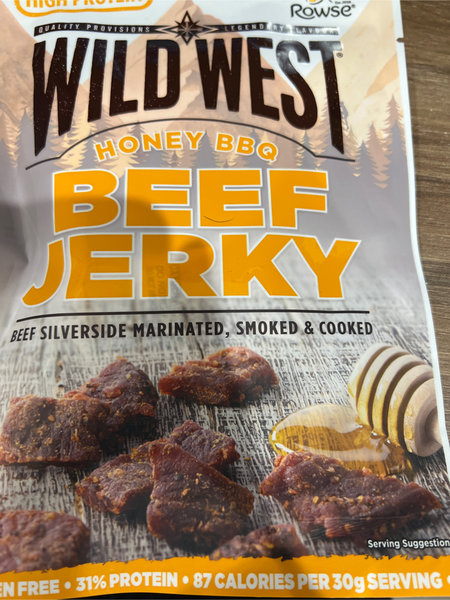 HIGH PROTEIN
Rowse®
QUALITY PROVISIONS • LEGENDARY FLAVOUR
WILD WEST®
HONEY BBQ
BEEF
JERKY
BEEF SILVERSIDE MARINATED, SMOKED & COOKED
Serving Suggestion
EN FREE • 31% PROTEIN • 87 CALORIES PER 30g SERVING •